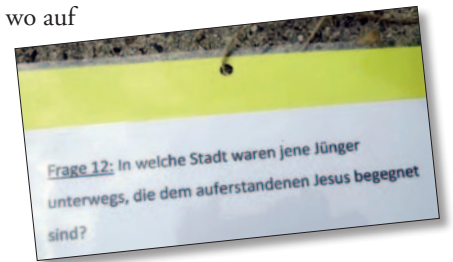 wo auf
Frage 12: In welche Stadt waren jene Jünger
unterwegs, die dem auferstandenen Jesus begegnet
sind?